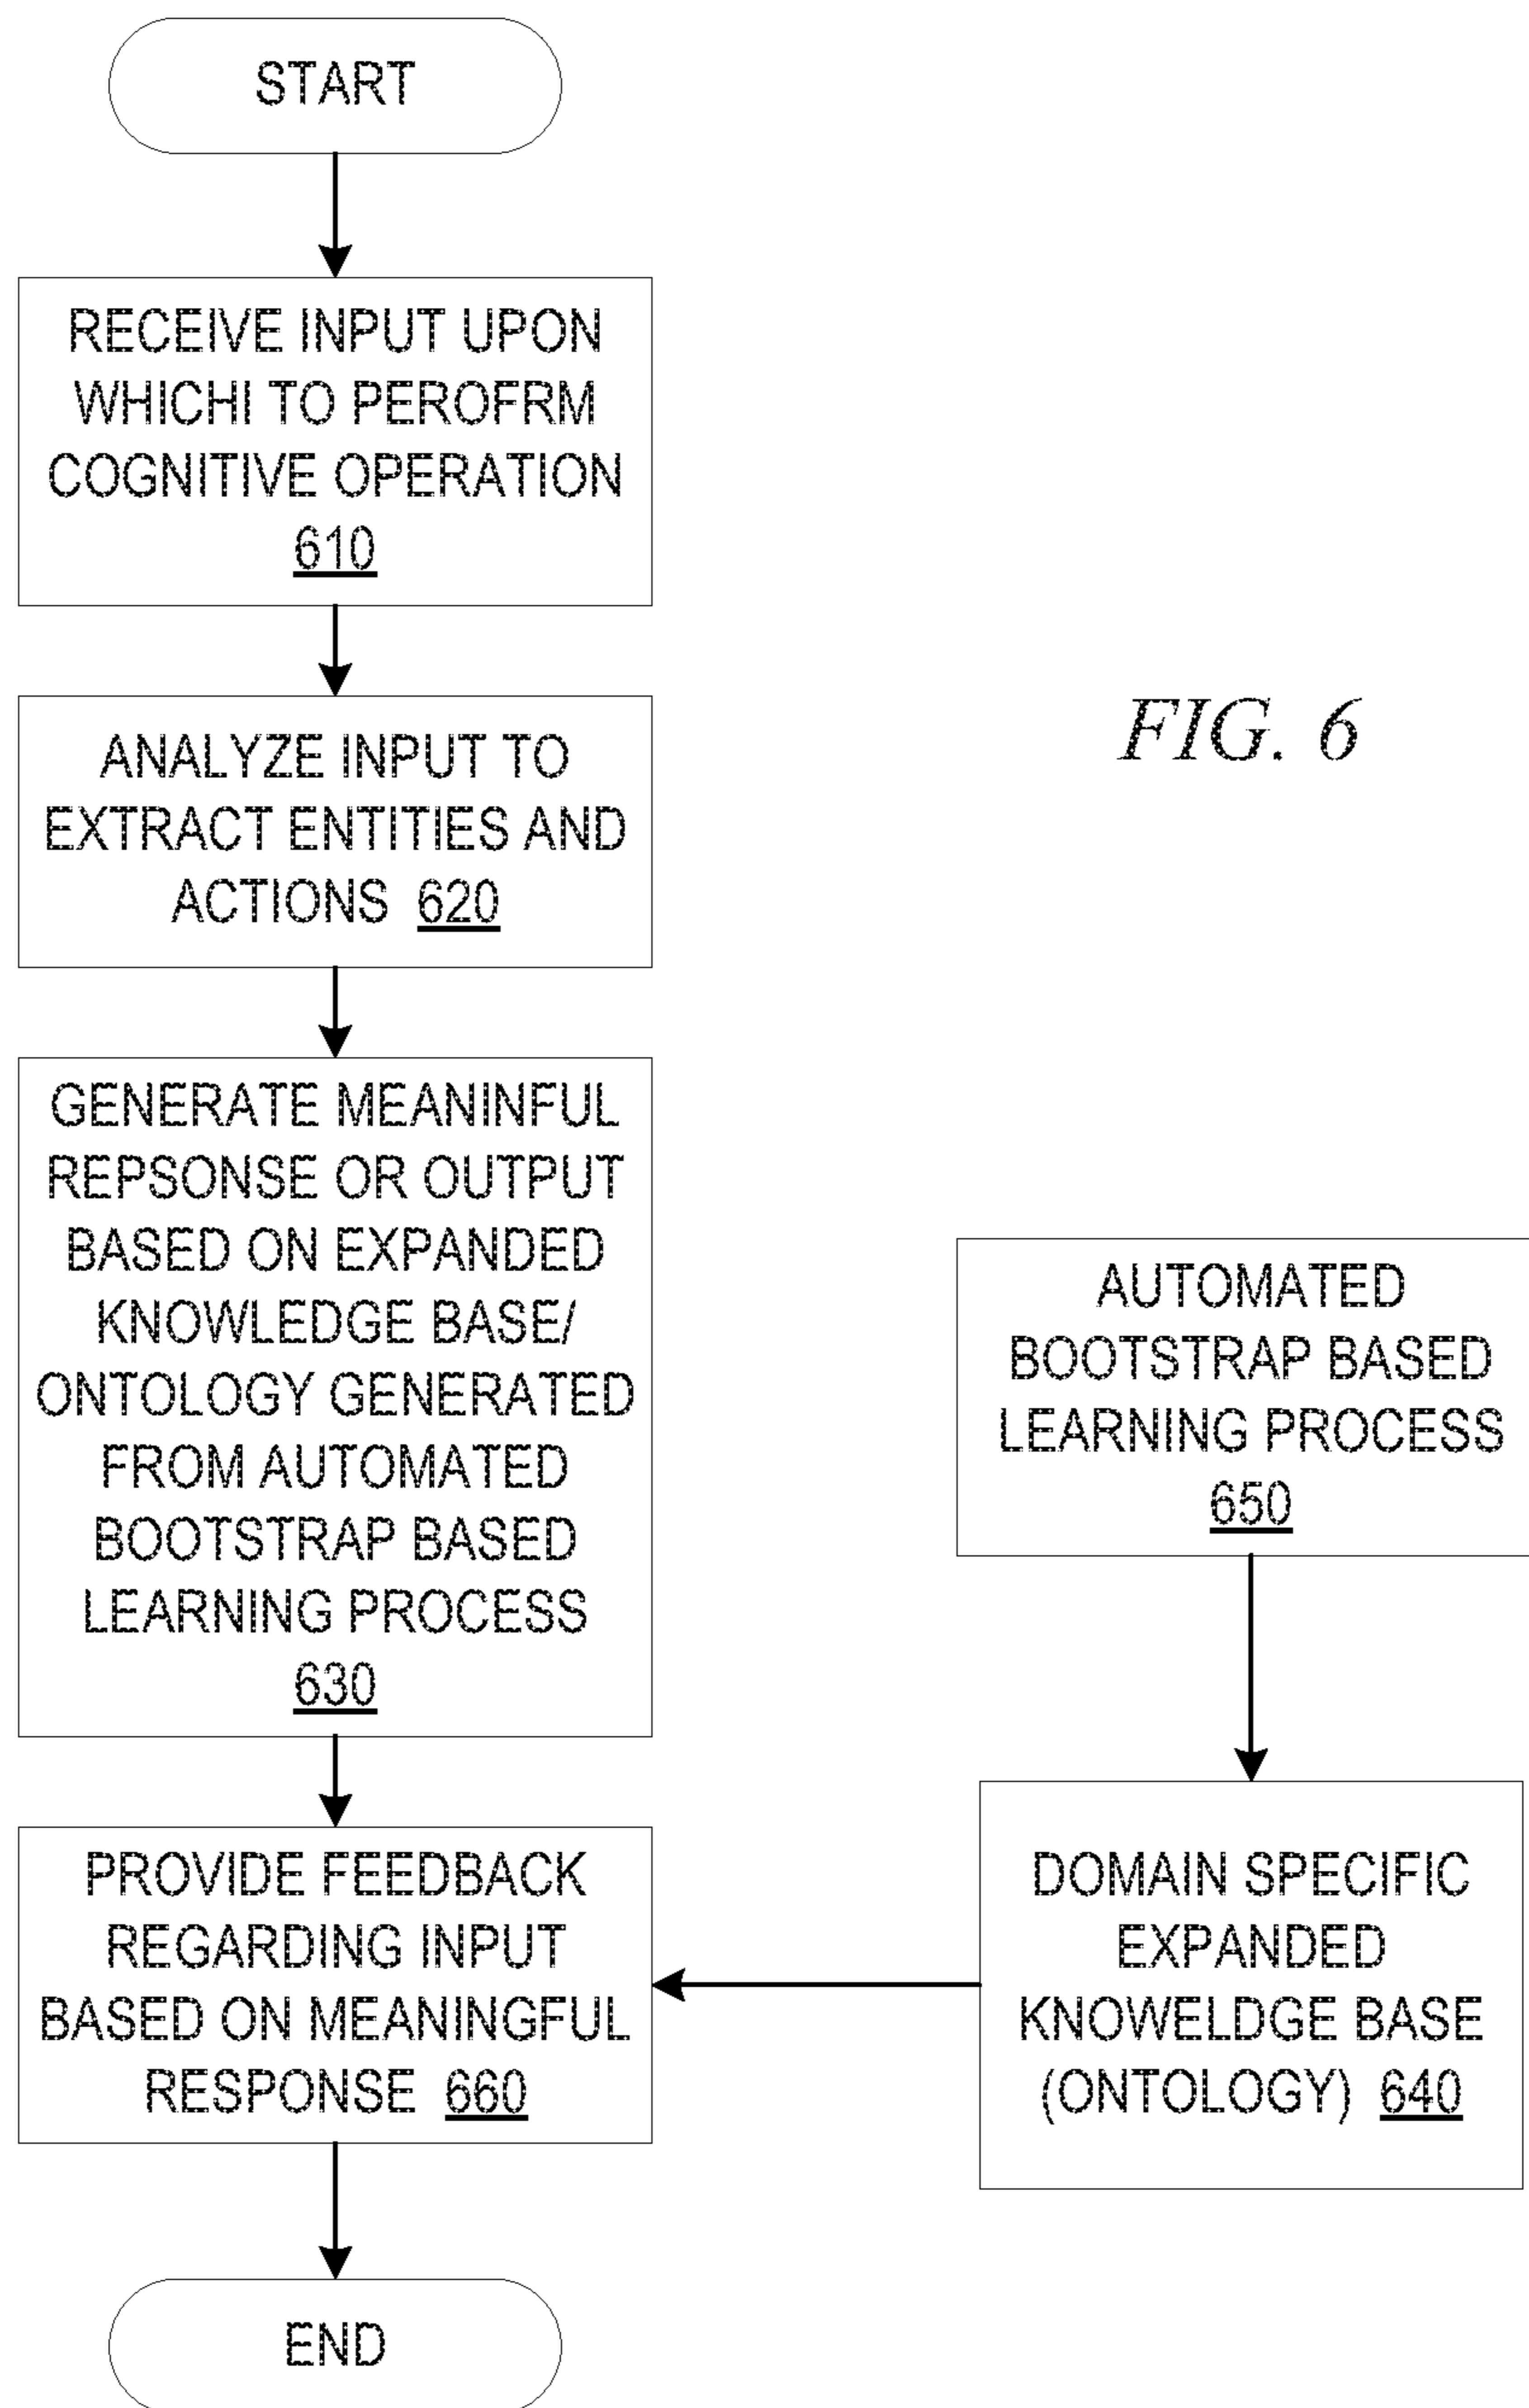 START
RECEIVE INPUT UPON
WHICHI TO PEROFRM
COGNITIVE OPERATION
610
ANALYZE INPUT TO
EXTRACT ENTITIES AND
ACTIONS 620
FIG. 6
GENERATE MEANINFUL
REPSONSE OR OUTPUT
BASED ON EXPANDED
KNOWLEDGE BASE/
ONTOLOGY GENERATED
FROM AUTOMATED
BOOTSTRAP BASED
LEARNING PROCESS
630
AUTOMATED
BOOTSTRAP BASED
LEARNING PROCESS
650
PROVIDE FEEDBACK
REGARDING INPUT
BASED ON MEANINGFUL
RESPONSE 660
DOMAIN SPECIFIC
EXPANDED
KNOWELDGE BASE
(ONTOLOGY) 640
END